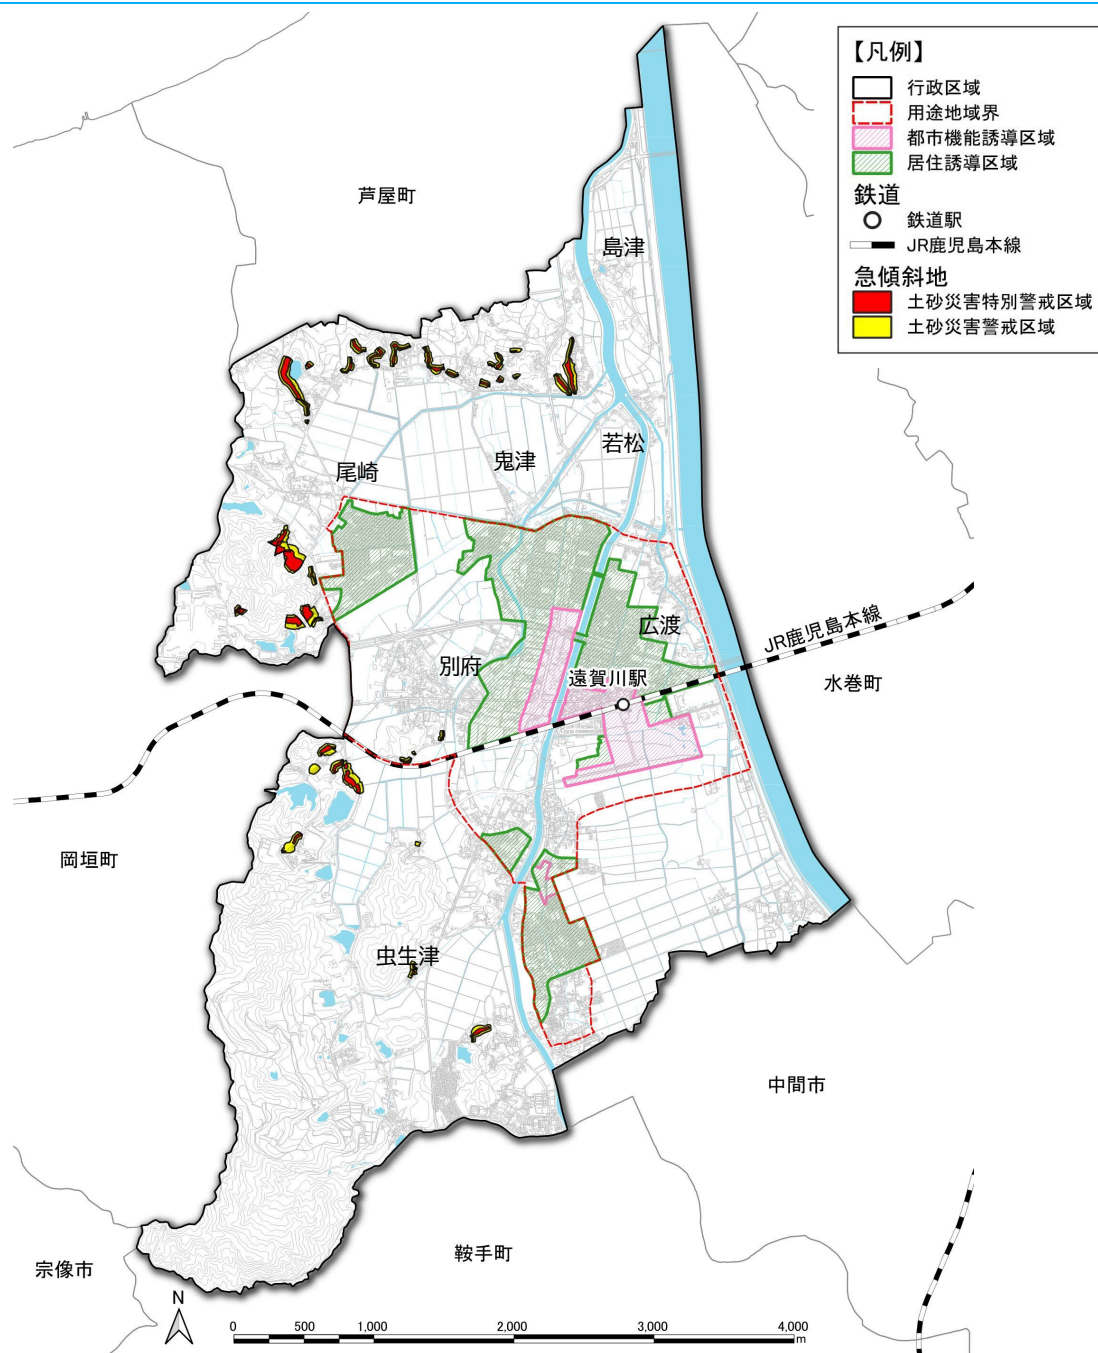 【凡例】
行政区域
用途地域界
都市機能誘導区域
居住誘導区域
鉄道
鉄道駅
JR鹿児島本線
急傾斜地
土砂災害特別警戒区域
土砂災害警戒区域
芦屋町
島津
若松
鬼津
尾崎
広渡
JR鹿児島本線
別府
遠賀川駅
水巻町
岡垣町
虫生津
中間市
鞍手町
宗像市
N
0 500 1,000 2,000 3,000 4,000
m